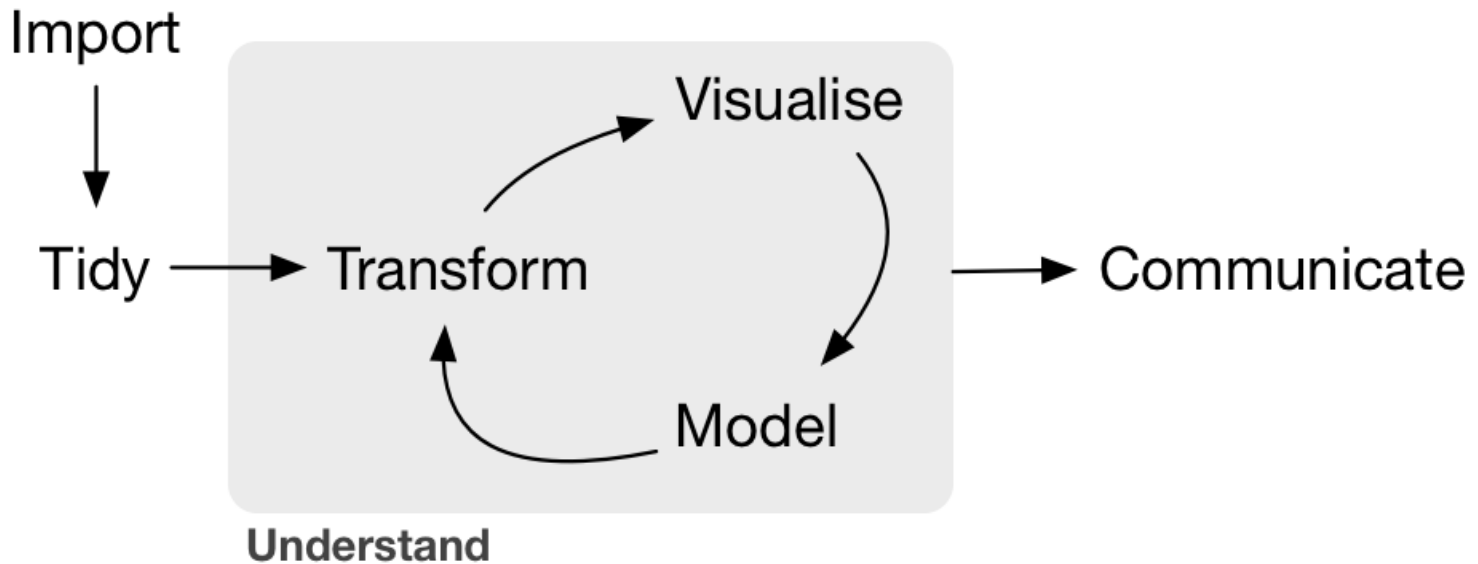 Import
Tidy
Transform
Visualise
Model
Understand
Communicate